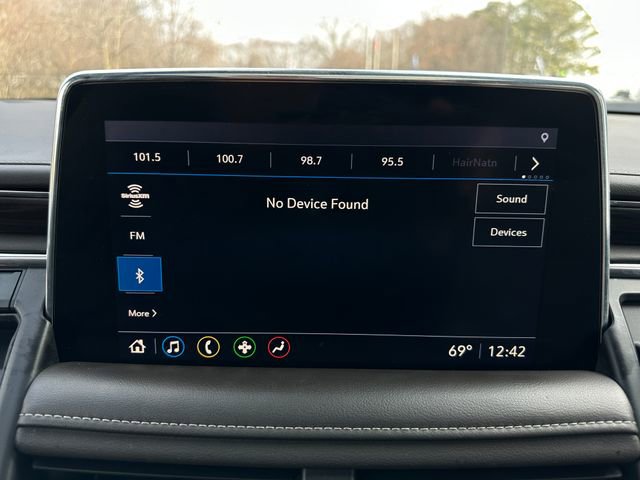 101.5 100.7 98.7 95.5 HairNatn
SiriusXM
No Device Found
Sound
FM
Devices
More
69° 12:42